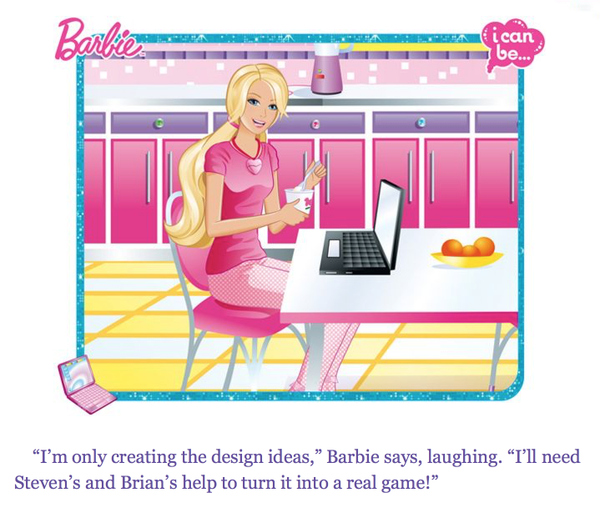 Barbie
i can
be...
“I’m only creating the design ideas,” Barbie says, laughing. “I’ll need
Steven’s and Brian’s help to turn it into a real game!”